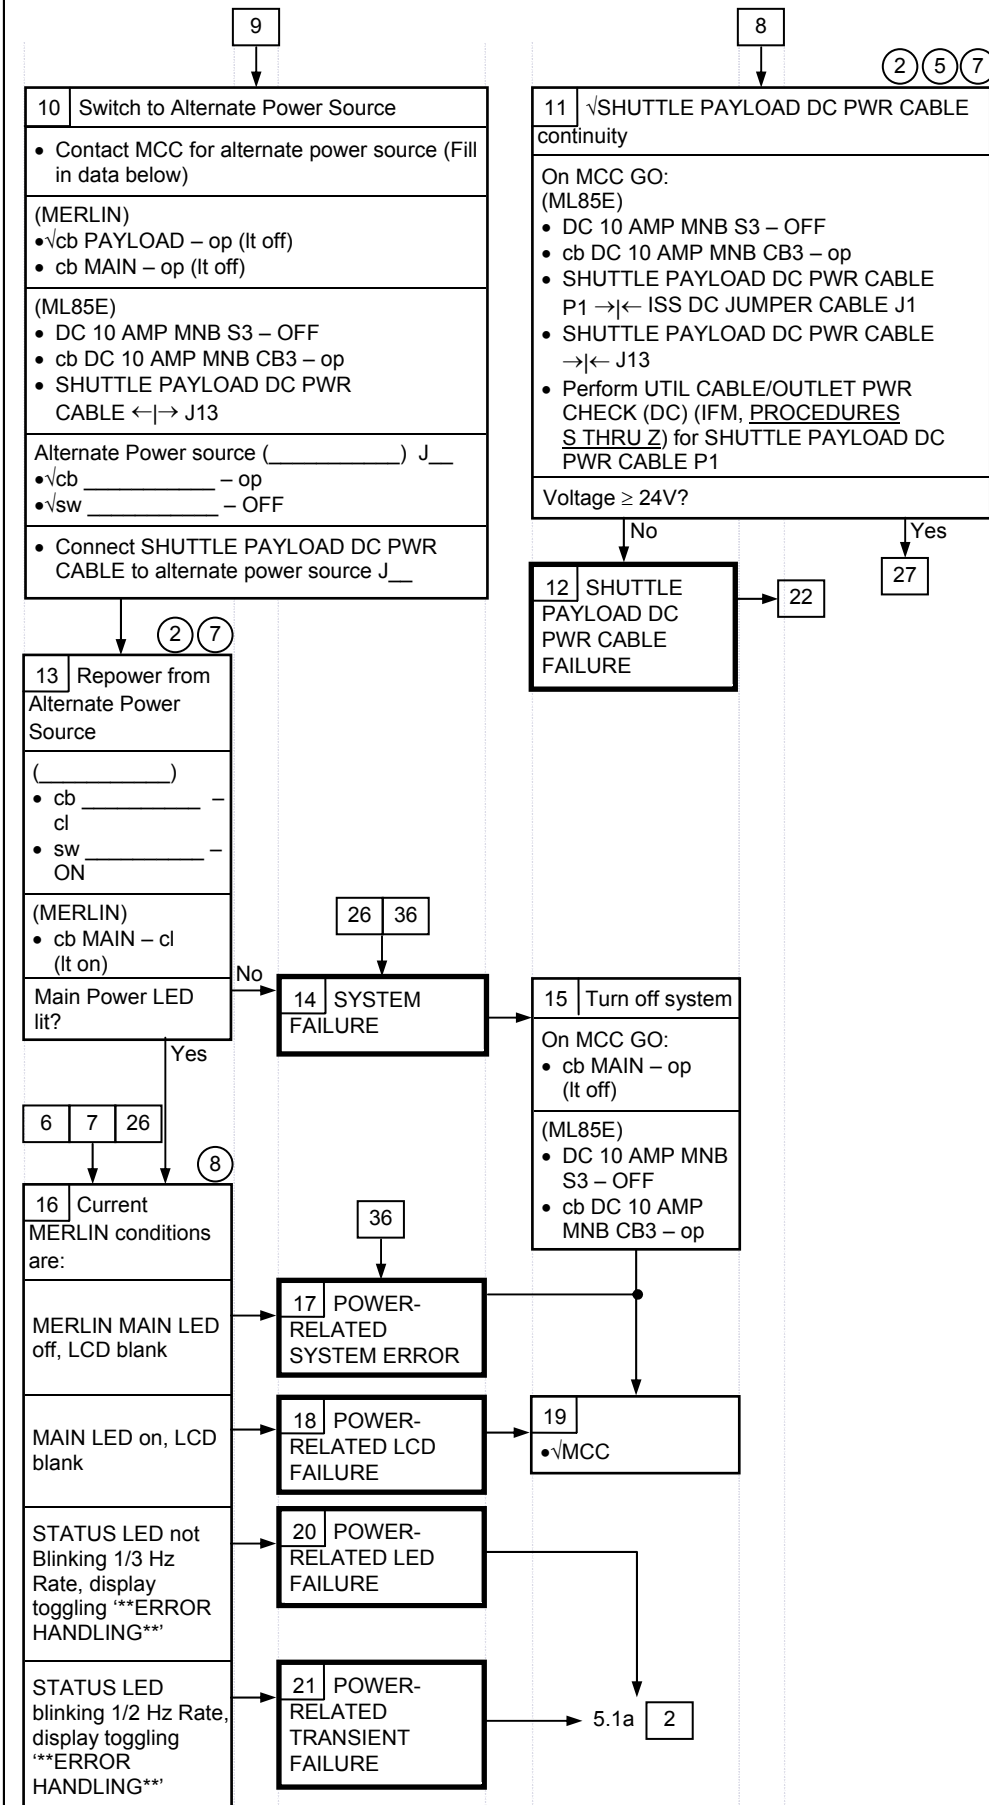 9
10 Switch to Alternate Power Source
• Contact MCC for alternate power source (Fill
in data below)
(MERLIN)
•√cb PAYLOAD – op (lt off)
• cb MAIN – op (lt off)
(ML85E)
• DC 10 AMP MNB S3 – OFF
• cb DC 10 AMP MNB CB3 – op
• SHUTTLE PAYLOAD DC PWR
CABLE ←|→ J13
Alternate Power source (___________) J__
•√cb ___________ – op
•√sw ___________ – OFF
• Connect SHUTTLE PAYLOAD DC PWR
CABLE to alternate power source J__
8
2 5 7
11 √SHUTTLE PAYLOAD DC PWR CABLE
continuity
On MCC GO:
(ML85E)
• DC 10 AMP MNB S3 – OFF
• cb DC 10 AMP MNB CB3 – op
• SHUTTLE PAYLOAD DC PWR CABLE
P1 →|← ISS DC JUMPER CABLE J1
• SHUTTLE PAYLOAD DC PWR CABLE
→|← J13
• Perform UTIL CABLE/OUTLET PWR
CHECK (DC) (IFM, PROCEDURES
S THRU Z) for SHUTTLE PAYLOAD DC
PWR CABLE P1
Voltage ≥ 24V?
No
Yes
12 SHUTTLE
PAYLOAD DC
PWR CABLE
FAILURE
22
27
2 7
13 Repower from
Alternate Power
Source
(___________)
• cb __________ –
cl
• sw __________ –
ON
(MERLIN)
• cb MAIN – cl
(lt on)
Main Power LED
lit?
No
Yes
26 36
14 SYSTEM
FAILURE
15 Turn off system
On MCC GO:
• cb MAIN – op
(lt off)
(ML85E)
• DC 10 AMP MNB
S3 – OFF
• cb DC 10 AMP
MNB CB3 – op
6 7 26
8
16 Current
MERLIN conditions
are:
MERLIN MAIN LED
off, LCD blank
MAIN LED on, LCD
blank
STATUS LED not
Blinking 1/3 Hz
Rate, display
toggling ‘**ERROR
HANDLING**’
STATUS LED
blinking 1/2 Hz Rate,
display toggling
‘**ERROR
HANDLING**’
36
17 POWER-
RELATED
SYSTEM ERROR
18 POWER-
RELATED LCD
FAILURE
19
•√MCC
20 POWER-
RELATED LED
FAILURE
21 POWER-
RELATED
TRANSIENT
FAILURE
5.1a 2